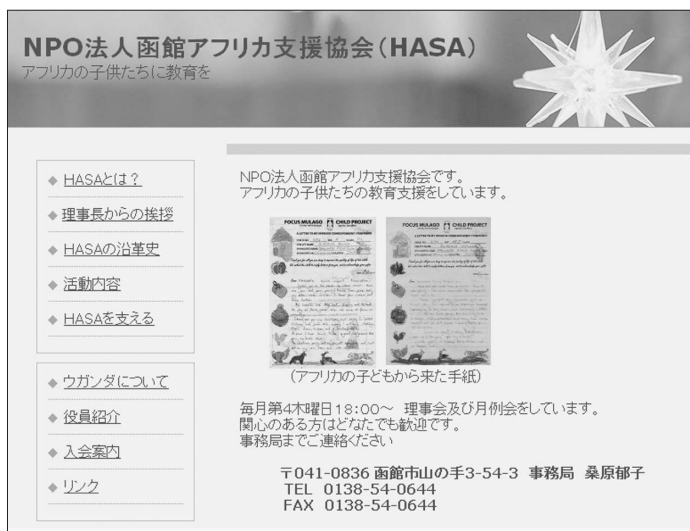 NPO法人函館アフリカ支援協会(HASA)
アフリカの子供たちに教育を
HASAとは?
理事長からの挨拶
HASAの沿革史
活動内容
HASAを支える
ウガンダについて
役員紹介
入会案内
リンク
NPO法人函館アフリカ支援協会です。
アフリカの子供たちの教育支援をしています。
FOCUS MULAGO CHILD PROJECT
FOCUS MULAGO CHILD PROJECT
(アフリカの子どもから来た手紙)
毎月第4木曜日18:00~ 理事会及び月例会をしています。
関心のある方はどなたでも歓迎です。
事務局までご連絡ください
〒041-0836 函館市山の手3-54-3 事務局 桑原郁子
TEL 0138-54-0644
FAX 0138-54-0644